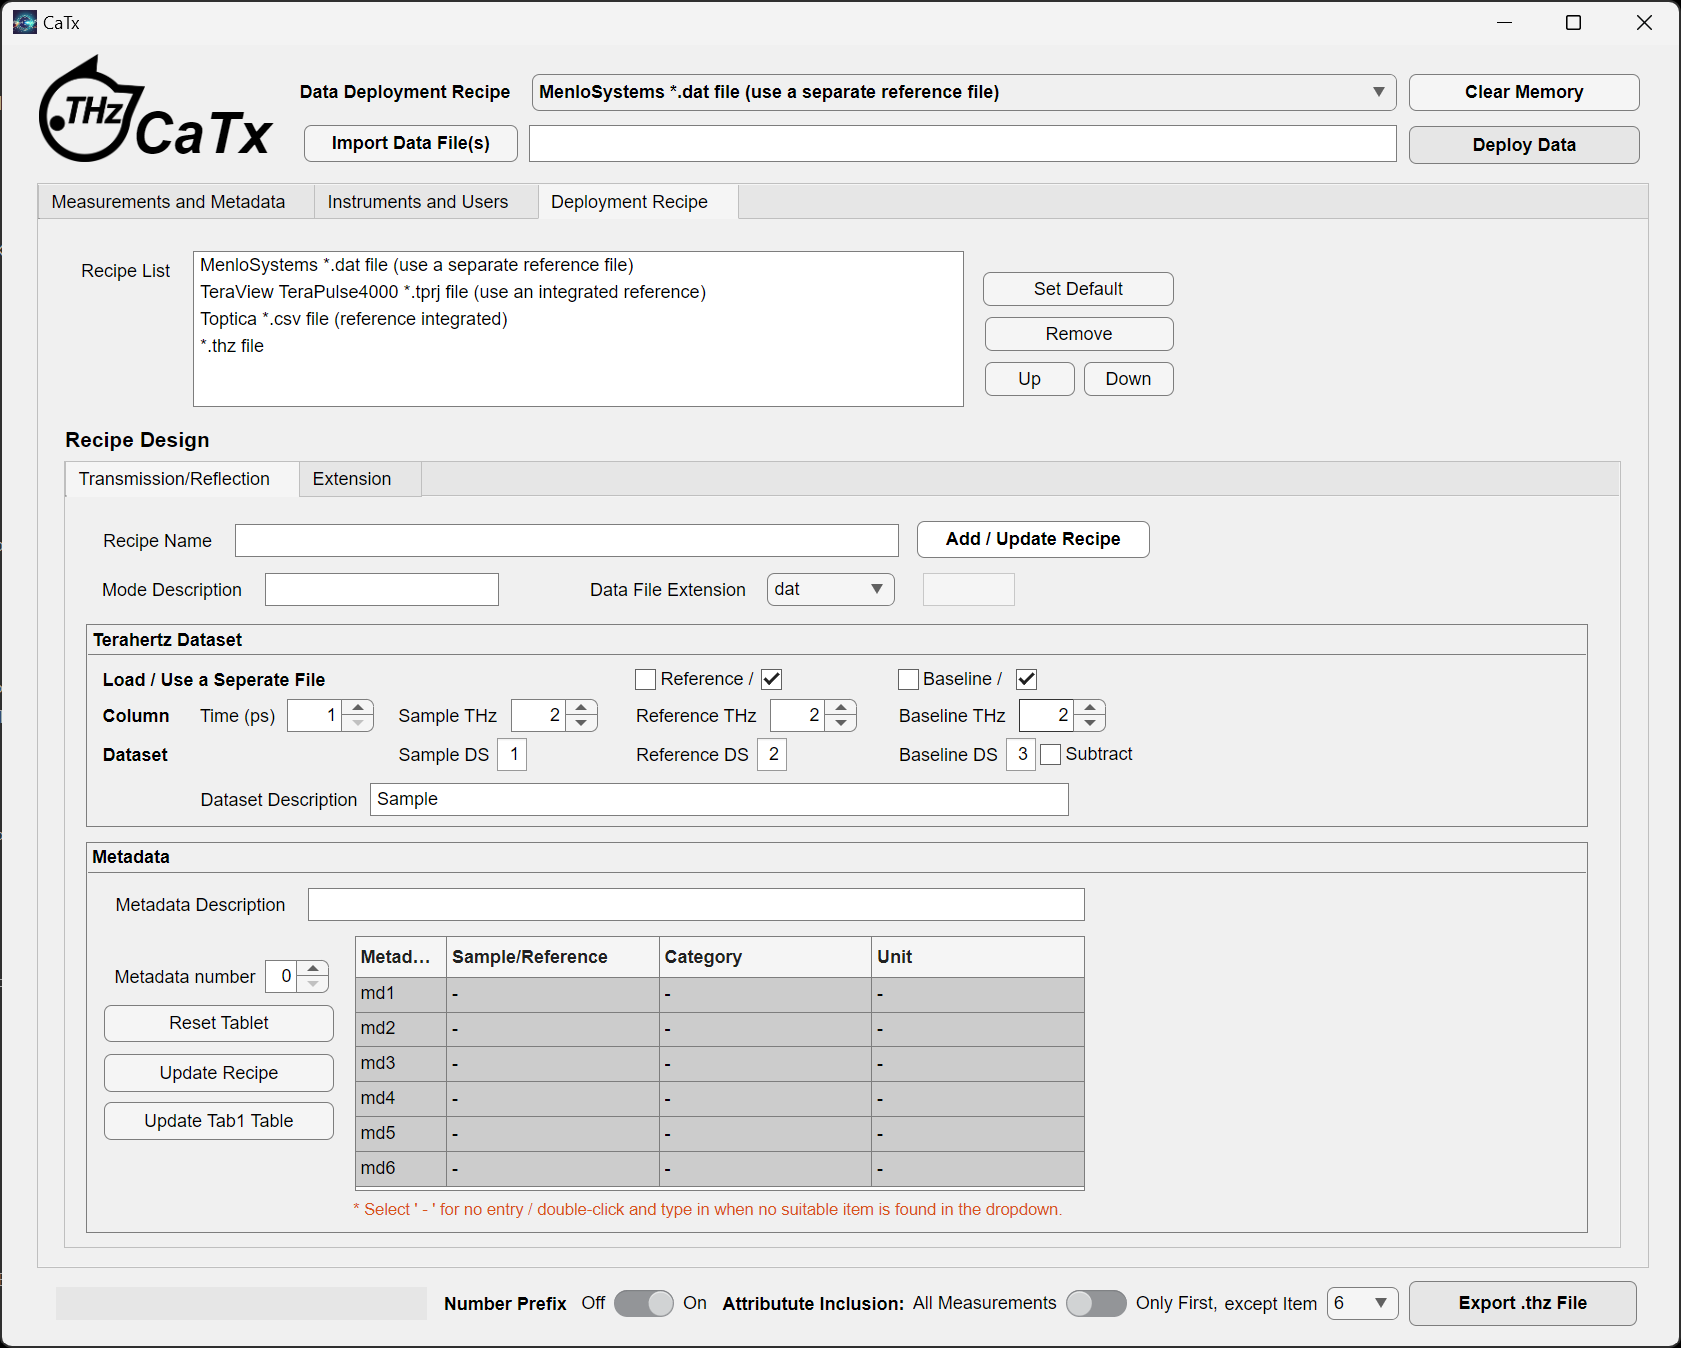 CaTx
THz CaTx
Data Deployment Recipe MenloSystems *.dat file (use a separate reference file) Clear Memory
Import Data File(s) Deploy Data
Measurements and Metadata Instruments and Users Deployment Recipe
Recipe List
MenloSystems *.dat file (use a separate reference file)
TeraView TeraPulse4000 *.tprj file (use an integrated reference)
Toptica *.csv file (reference integrated)
*.thz file
Set Default
Remove
Up Down
Recipe Design
Transmission/Reflection Extension
Recipe Name Add / Update Recipe
Mode Description Data File Extension dat
Terahertz Dataset
Load / Use a Seperate File Reference / Baseline /
Column Time (ps) 1 Sample THz 2 Reference THz 2 Baseline THz 2
Dataset Sample DS 1 Reference DS 2 Baseline DS 3 Subtract
Dataset Description Sample
Metadata
Metadata Description
Metadata number 0
Reset Tablet
Update Recipe
Update Tab1 Table
Metad... Sample/Reference Category Unit
md1 - - -
md2 - - -
md3 - - -
md4 - - -
md5 - - -
md6 - - -
* Select ' - ' for no entry / double-click and type in when no suitable item is found in the dropdown.
Number Prefix Off On Attributute Inclusion: All Measurements Only First, except Item 6 Export .thz File